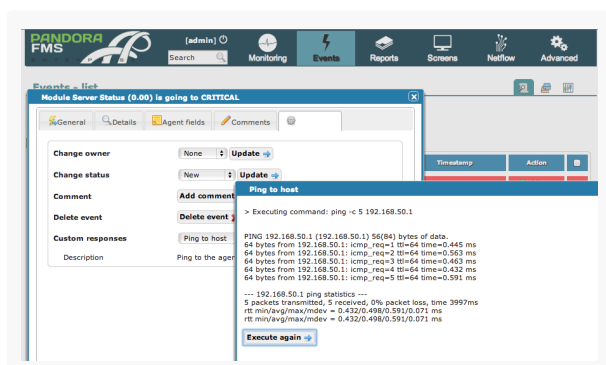 PANDORA
FMS
[admin]
Search
Monitoring
Events
Reports
Screens
Netflow
Advanced
Events - list
Module Server Status (0.00) is going to CRITICAL
General
Details
Agent fields
Comments
Change owner
None
Update
Timestamp
Action
Change status
New
Update
Comment
Add comment
Ping to host
Delete event
Delete event
Custom responses
Ping to host
Description
Ping to the agen
> Executing command: ping -c 5 192.168.50.1
PING 192.168.50.1 (192.168.50.1) 56(84) bytes of data.
64 bytes from 192.168.50.1: icmp_req=1 ttl=64 time=0.445 ms
64 bytes from 192.168.50.1: icmp_req=2 ttl=64 time=0.563 ms
64 bytes from 192.168.50.1: icmp_req=3 ttl=64 time=0.463 ms
64 bytes from 192.168.50.1: icmp_req=4 ttl=64 time=0.432 ms
64 bytes from 192.168.50.1: icmp_req=5 ttl=64 time=0.591 ms
--- 192.168.50.1 ping statistics ---
5 packets transmitted, 5 received, 0% packet loss, time 3997ms
rtt min/avg/max/mdev = 0.432/0.498/0.591/0.071 ms
rtt min/avg/max/mdev = 0.432/0.498/0.591/0.071 ms
Execute again